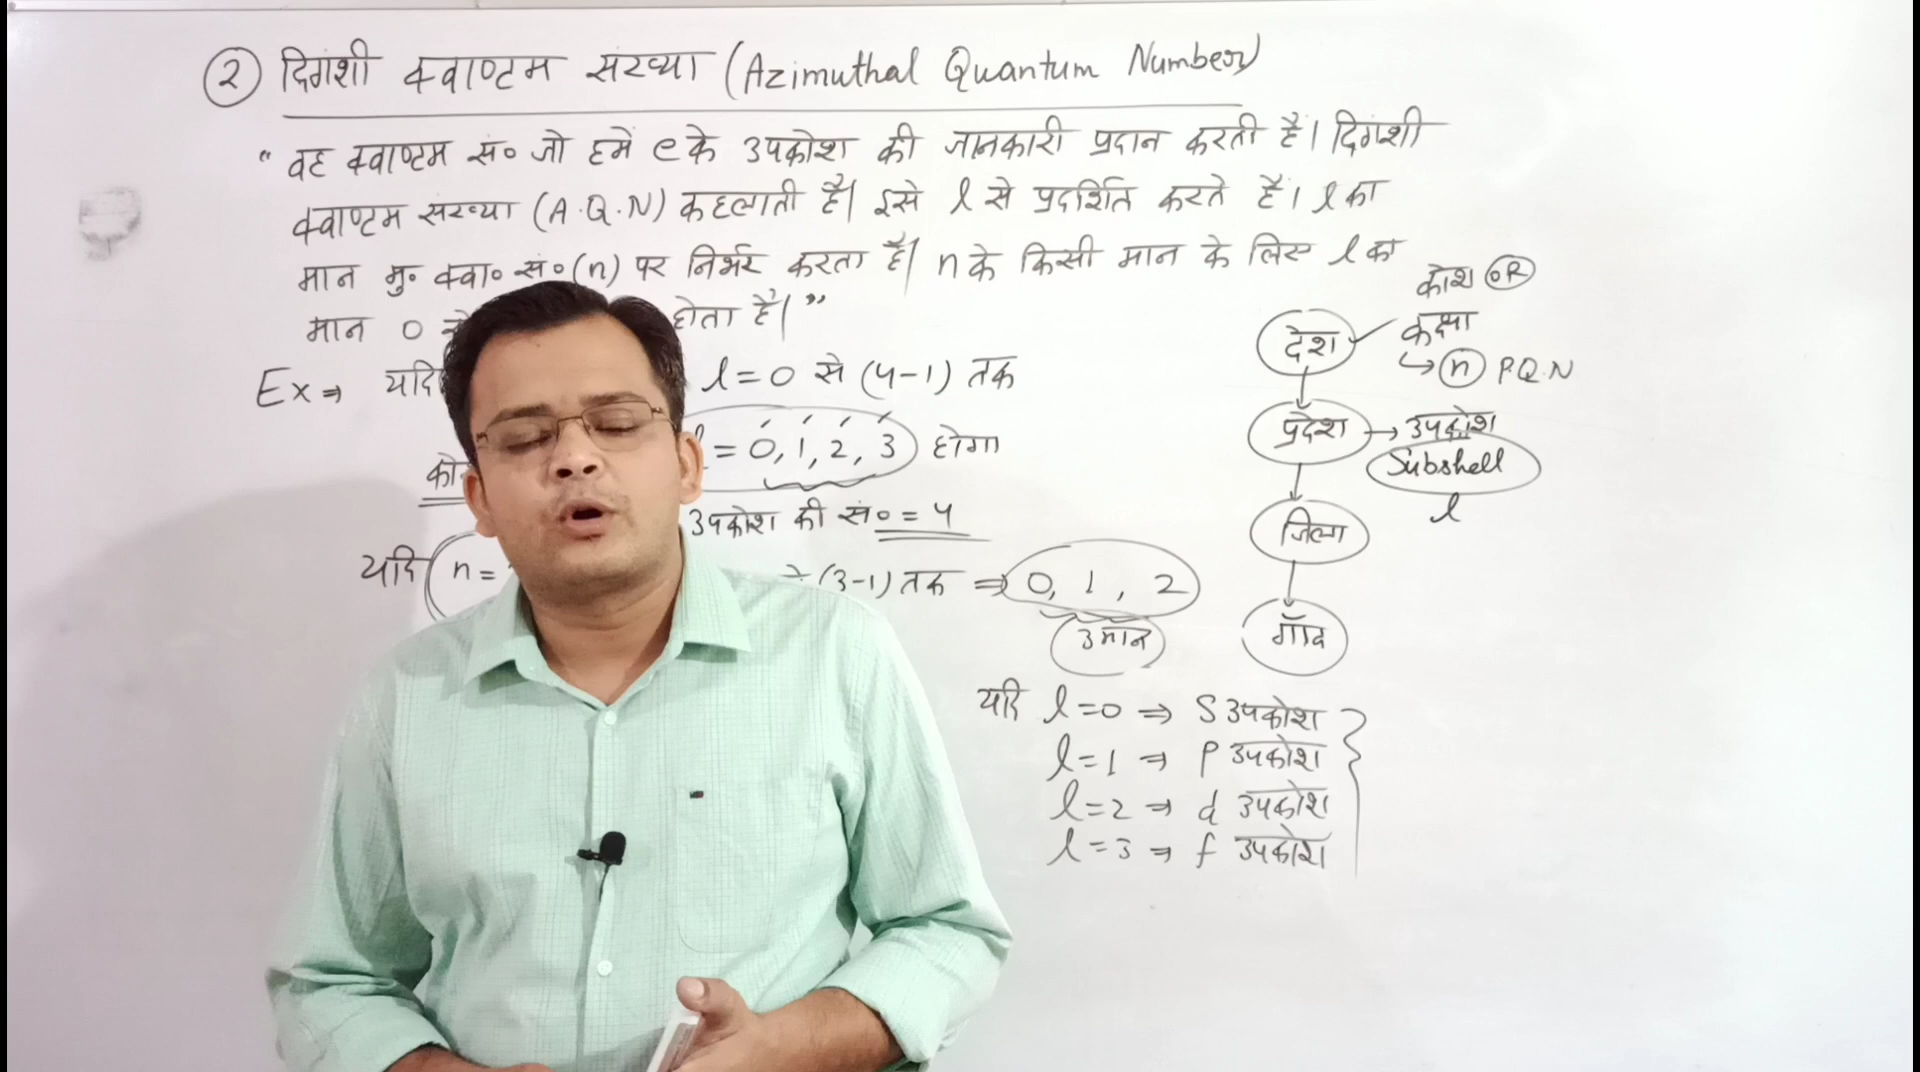 ② दिगंशी क्वाण्टम संख्या (Azimuthal Quantum Number)
“ वह क्वाण्टम सं० जो हमें e के उपकोश की जानकारी प्रदान करती है। दिगंशी
क्वाण्टम संख्या (A.Q.N) कहलाती है। इसे l से प्रदर्शित करते हैं। l का
मान मु० क्वा० सं० (n) पर निर्भर करता है। n के किसी मान के लिए l का
मान 0 होता है। ”
Ex ⇒ यदि l = 0 से (4-1) तक
l = 0, 1, 2, 3 होगा
को
उपकोश की सं० = 4
यदि n = (3-1) तक ⇒ 0, 1, 2
3 मान
कोश OR
कक्षा
↳ n P.Q.N
देश
प्रदेश → उपकोश
Subshell
l
जिला
गाँव
यदि l=0 ⇒ S उपकोश
l=1 ⇒ p उपकोश
l=2 ⇒ d उपकोश
l=3 ⇒ f उपकोश